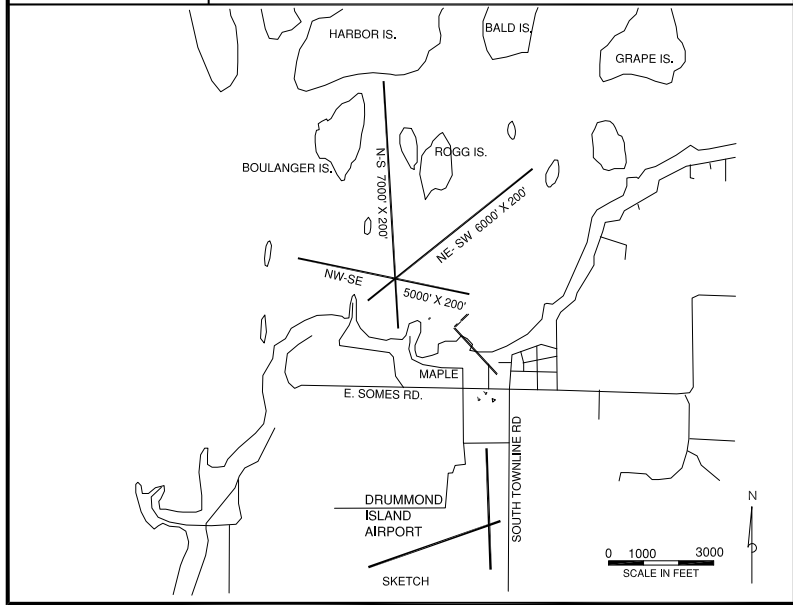 HARBOR IS.
BALD IS.
GRAPE IS.
BOULANGER IS.
ROGG IS.
N-S 7000' X 200'
NE- SW 6000' X 200'
NW-SE
5000' X 200'
MAPLE
E. SOMES RD.
SOUTH TOWNLINE RD
DRUMMOND
ISLAND
AIRPORT
SKETCH
N
0 1000 3000
SCALE IN FEET